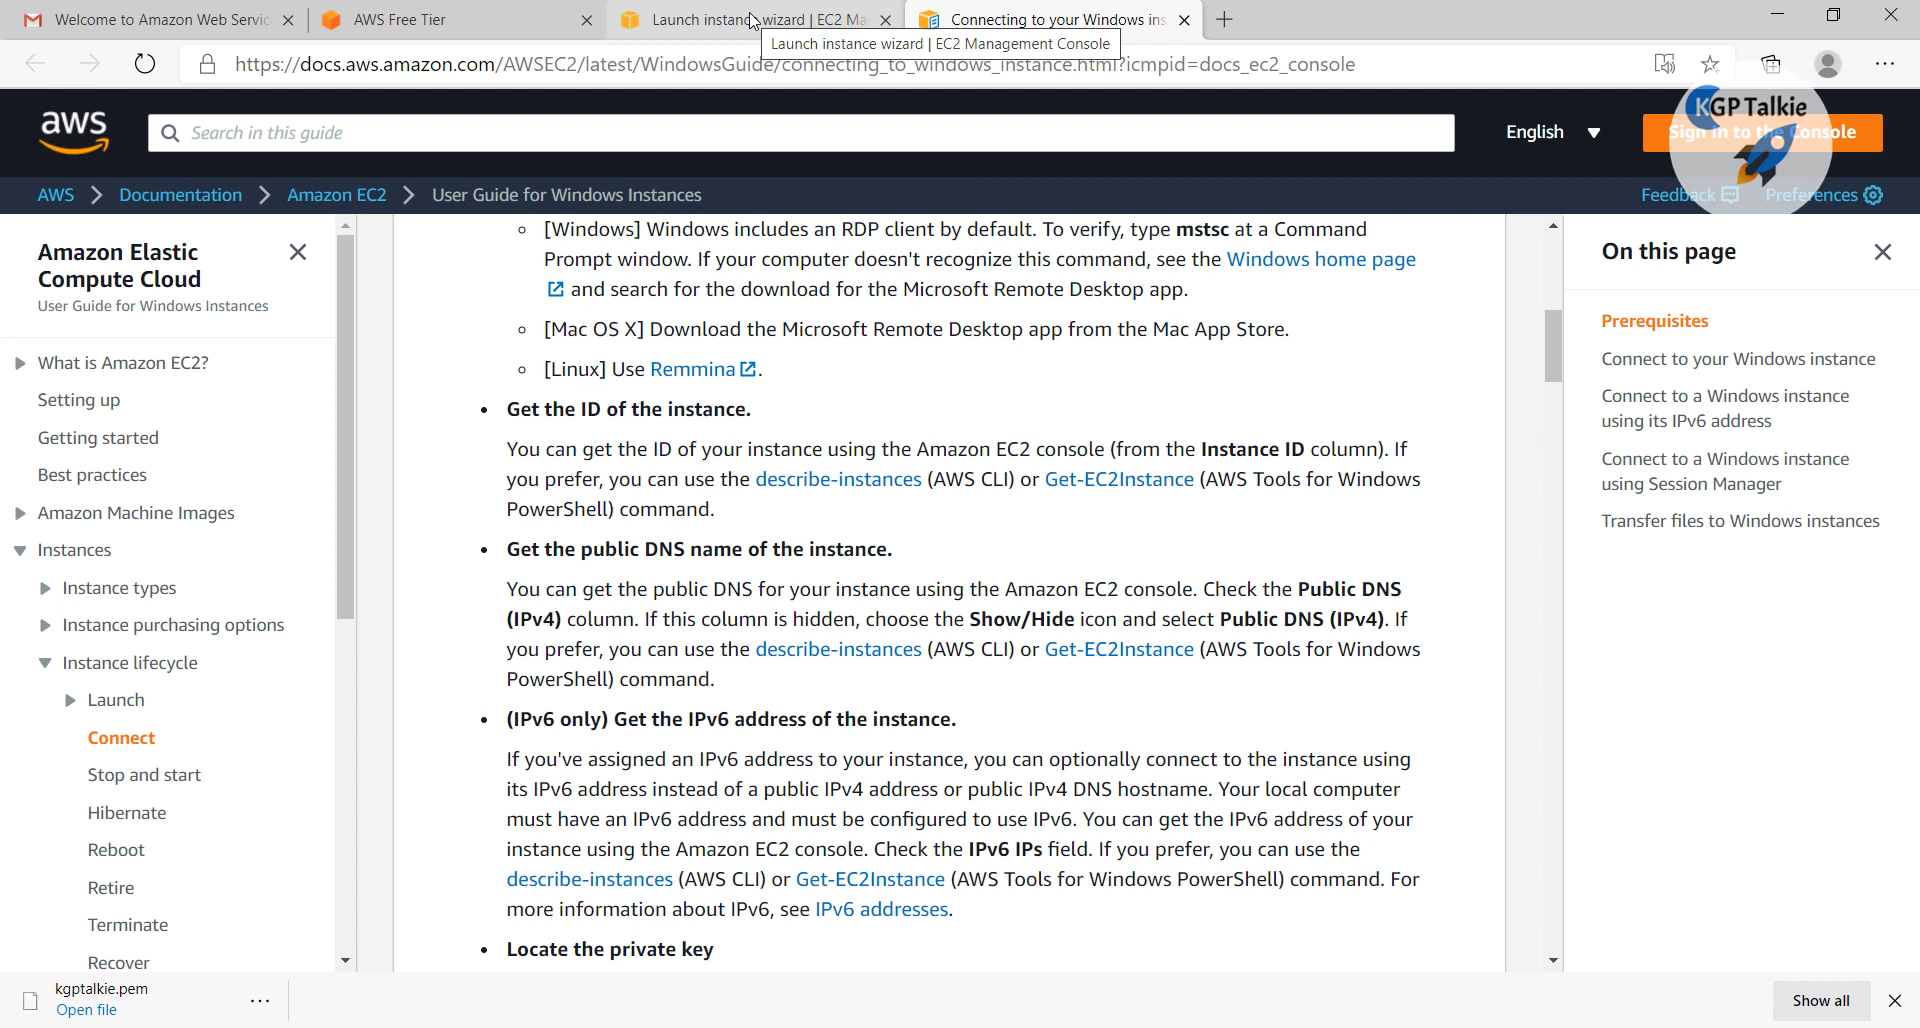 Welcome to Amazon Web Servic
AWS Free Tier
Launch instance wizard | EC2 Ma
Connecting to your Windows ins
Launch instance wizard | EC2 Management Console
https://docs.aws.amazon.com/AWSEC2/latest/WindowsGuide/connecting_to_windows_instance.html?icmpid=docs_ec2_console
KGP Talkie
aws
Search in this guide
English
Sign in to the Console
AWS > Documentation > Amazon EC2 > User Guide for Windows Instances
Feedback
Preferences
Amazon Elastic
Compute Cloud
User Guide for Windows Instances
What is Amazon EC2?
Setting up
Getting started
Best practices
Amazon Machine Images
Instances
Instance types
Instance purchasing options
Instance lifecycle
Launch
Connect
Stop and start
Hibernate
Reboot
Retire
Terminate
Recover
[Windows] Windows includes an RDP client by default. To verify, type mstsc at a Command
Prompt window. If your computer doesn't recognize this command, see the Windows home page
and search for the download for the Microsoft Remote Desktop app.
[Mac OS X] Download the Microsoft Remote Desktop app from the Mac App Store.
[Linux] Use Remmina.
• Get the ID of the instance.
You can get the ID of your instance using the Amazon EC2 console (from the Instance ID column). If
you prefer, you can use the describe-instances (AWS CLI) or Get-EC2Instance (AWS Tools for Windows
PowerShell) command.
• Get the public DNS name of the instance.
You can get the public DNS for your instance using the Amazon EC2 console. Check the Public DNS
(IPv4) column. If this column is hidden, choose the Show/Hide icon and select Public DNS (IPv4). If
you prefer, you can use the describe-instances (AWS CLI) or Get-EC2Instance (AWS Tools for Windows
PowerShell) command.
• (IPv6 only) Get the IPv6 address of the instance.
If you've assigned an IPv6 address to your instance, you can optionally connect to the instance using
its IPv6 address instead of a public IPv4 address or public IPv4 DNS hostname. Your local computer
must have an IPv6 address and must be configured to use IPv6. You can get the IPv6 address of your
instance using the Amazon EC2 console. Check the IPv6 IPs field. If you prefer, you can use the
describe-instances (AWS CLI) or Get-EC2Instance (AWS Tools for Windows PowerShell) command. For
more information about IPv6, see IPv6 addresses.
• Locate the private key
On this page
Prerequisites
Connect to your Windows instance
Connect to a Windows instance
using its IPv6 address
Connect to a Windows instance
using Session Manager
Transfer files to Windows instances
kgptalkie.pem
Open file
Show all